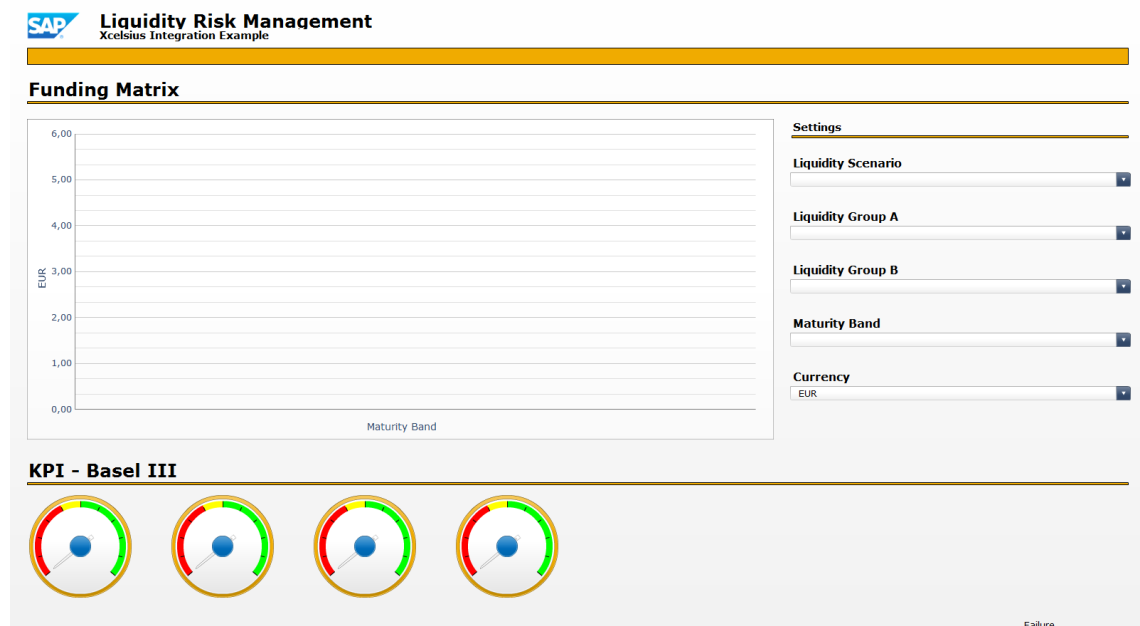 SAP
Liquidity Risk Management
Xcelsius Integration Example
Funding Matrix
6,00
5,00
4,00
3,00
2,00
1,00
0,00
EUR
Maturity Band
Settings
Liquidity Scenario
Liquidity Group A
Liquidity Group B
Maturity Band
Currency
EUR
KPI - Basel III
Failure